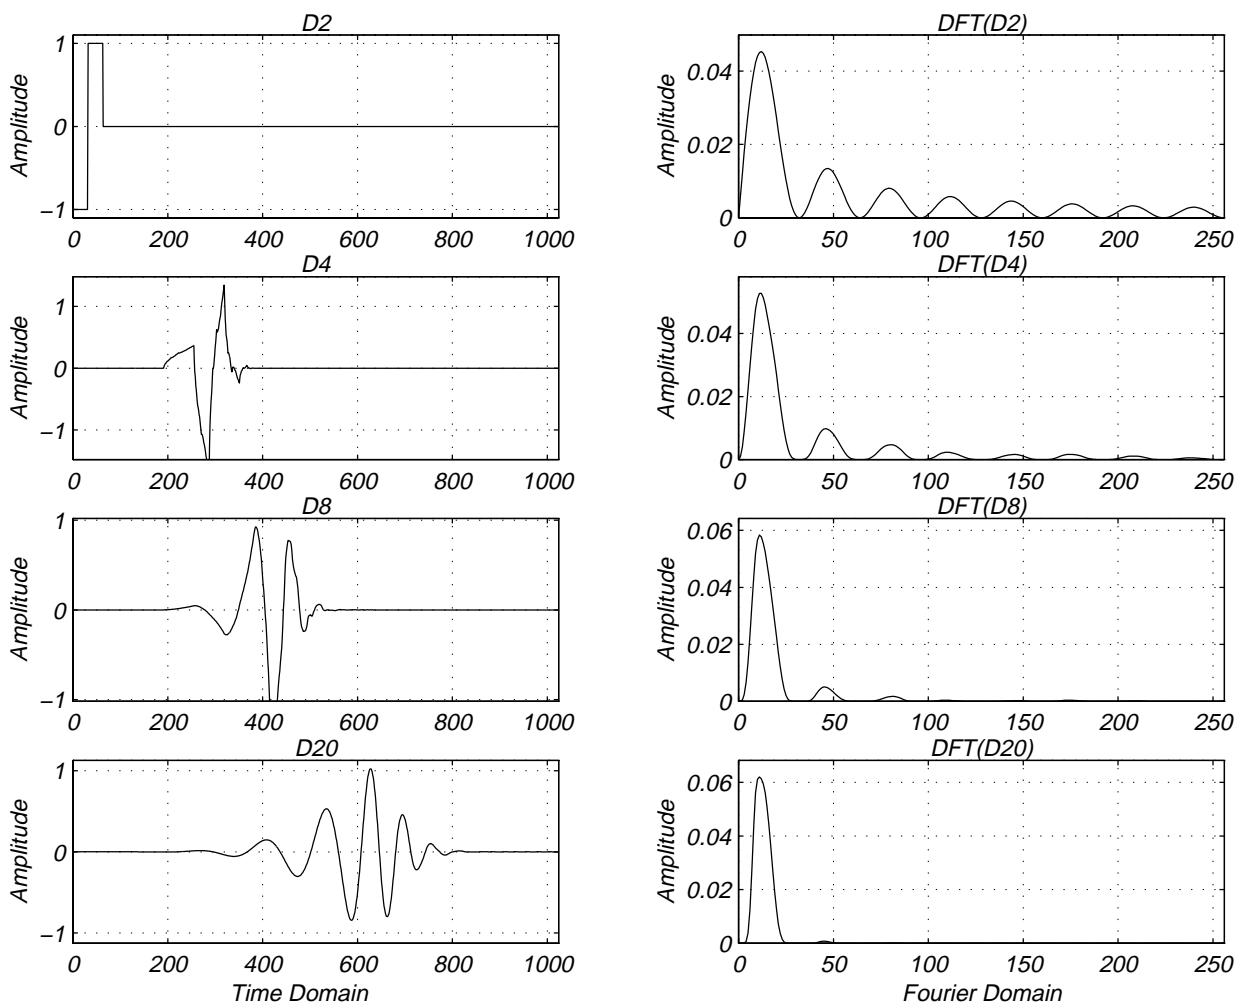 D2
Amplitude
1
0
−1
0 200 400 600 800 1000
DFT(D2)
Amplitude
0.04
0.02
0
0 50 100 150 200 250
D4
Amplitude
1
0
−1
0 200 400 600 800 1000
DFT(D4)
Amplitude
0.04
0.02
0
0 50 100 150 200 250
D8
Amplitude
1
0
−1
0 200 400 600 800 1000
DFT(D8)
Amplitude
0.06
0.04
0.02
0
0 50 100 150 200 250
D20
Amplitude
1
0
−1
0 200 400 600 800 1000
Time Domain
DFT(D20)
Amplitude
0.06
0.04
0.02
0
0 50 100 150 200 250
Fourier Domain